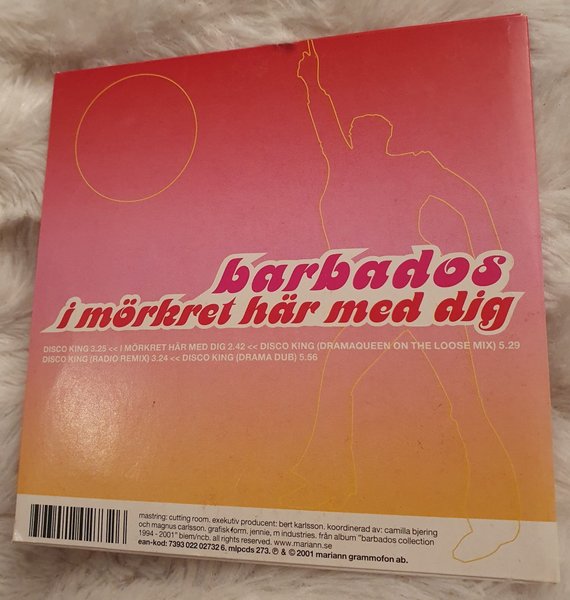 barbados
i mörkret här med dig
DISCO KING 3.25 << I MÖRKRET HÄR MED DIG 2.42 << DISCO KING (DRAMAQUEEN ON THE LOOSE MIX) 5.29
DISCO KING (RADIO REMIX) 3.24 << DISCO KING (DRAMA DUB) 5.56
mastring: cutting room. exekutiv producent: bert karlsson. koordinerad av: camilla bjering
och magnus carlsson. grafisk form. jennie, m industries. från album "barbados collection
1994 - 2001" biem/ncb. all rights reserved. www.mariann.se
ean-kod: 7393 022 02732 6, mlpcds 273. ℗ & © 2001 mariann grammofon ab.